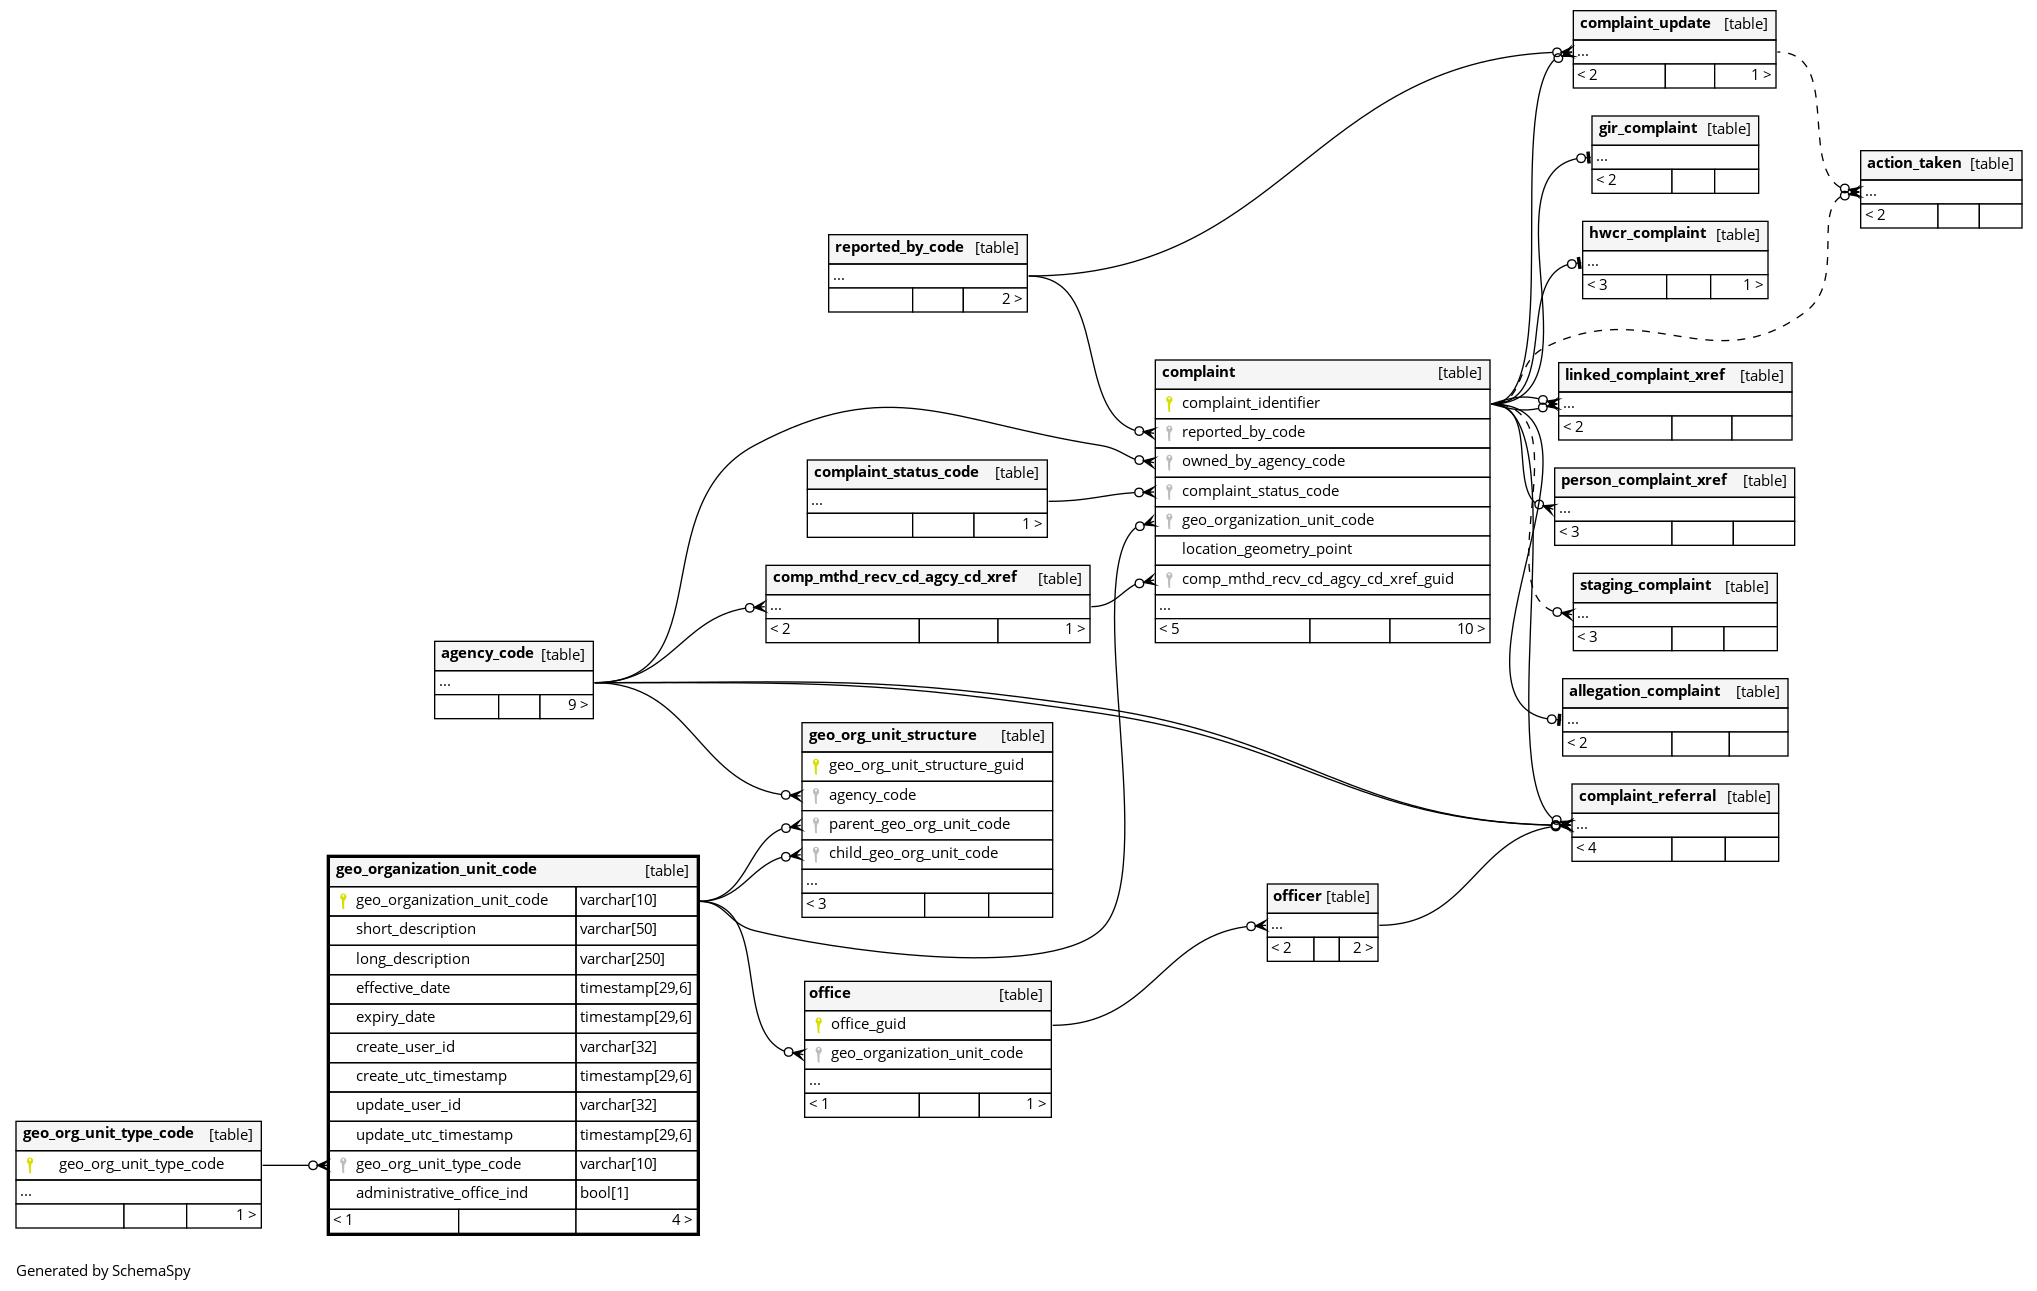 complaint_update [table]
...
< 2 1 >
gir_complaint [table]
...
< 2
action_taken [table]
...
< 2
hwcr_complaint [table]
...
< 3 1 >
reported_by_code [table]
...
2 >
complaint [table]
complaint_identifier
reported_by_code
owned_by_agency_code
complaint_status_code
geo_organization_unit_code
location_geometry_point
comp_mthd_recv_cd_agcy_cd_xref_guid
...
< 5 10 >
linked_complaint_xref [table]
...
< 2
complaint_status_code [table]
...
1 >
person_complaint_xref [table]
...
< 3
comp_mthd_recv_cd_agcy_cd_xref [table]
...
< 2 1 >
staging_complaint [table]
...
< 3
agency_code [table]
...
9 >
allegation_complaint [table]
...
< 2
geo_org_unit_structure [table]
geo_org_unit_structure_guid
agency_code
parent_geo_org_unit_code
child_geo_org_unit_code
...
< 3
complaint_referral [table]
...
< 4
geo_organization_unit_code [table]
geo_organization_unit_code varchar[10]
short_description varchar[50]
long_description varchar[250]
effective_date timestamp[29,6]
expiry_date timestamp[29,6]
create_user_id varchar[32]
create_utc_timestamp timestamp[29,6]
update_user_id varchar[32]
update_utc_timestamp timestamp[29,6]
geo_org_unit_type_code varchar[10]
administrative_office_ind bool[1]
< 1 4 >
officer [table]
...
< 2 2 >
office [table]
office_guid
geo_organization_unit_code
...
< 1 1 >
geo_org_unit_type_code [table]
geo_org_unit_type_code
...
1 >
Generated by SchemaSpy